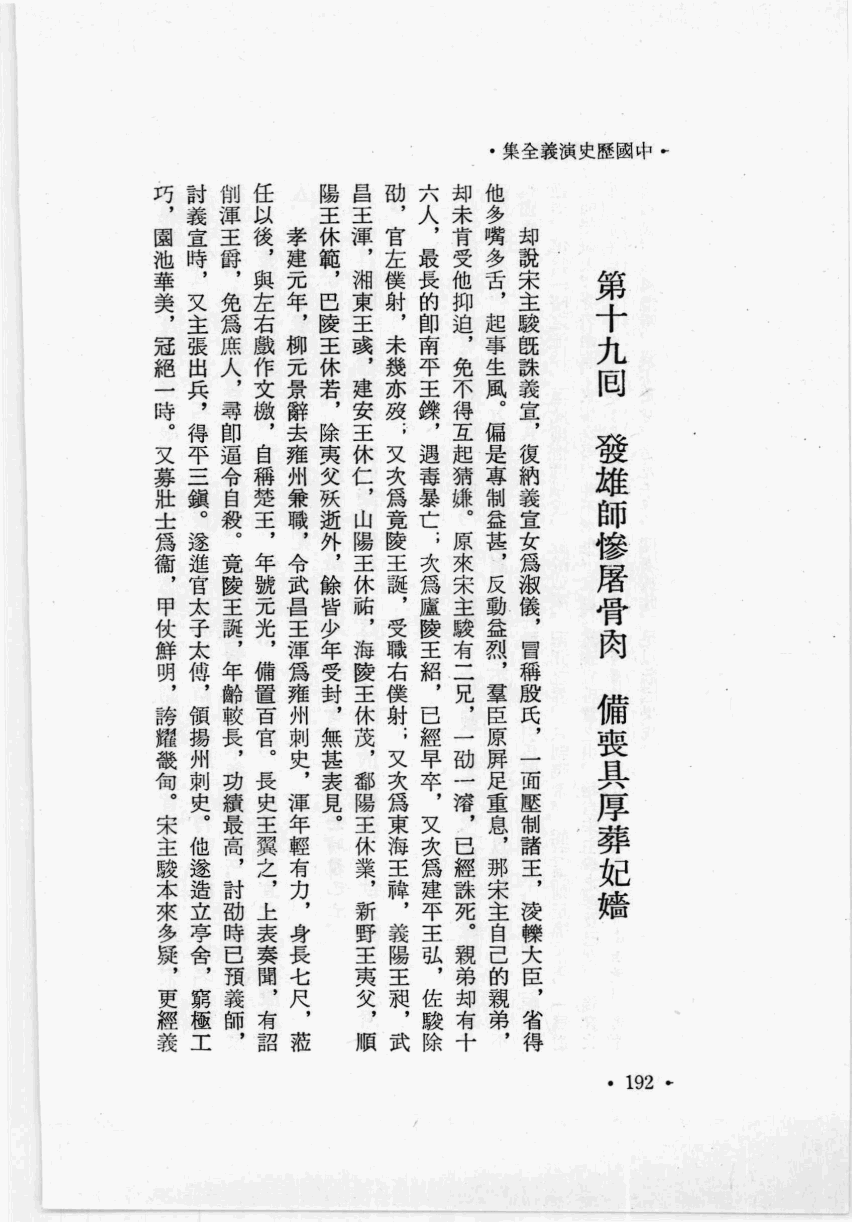 •中國歷史演義全集•
第十九回　發雄師慘屠骨肉　備喪具厚葬妃嬙
却說宋主駿旣誅義宣，復納義宣女爲淑儀，冒稱殷氏，一面壓制諸王，淩轢大臣，省得
他多嘴多舌，起事生風。偏是專制益甚，反動益烈，羣臣原屛足重息，那宋主自己的親弟，
却未肯受他抑迫，免不得互起猜嫌。原來宋主駿有二兄，一劭一濬，已經誅死。親弟却有十
六人，最長的卽南平王鑠，遇毒暴亡；次爲廬陵王紹，已經早卒，又次爲建平王弘，佐駿除
劭，官左僕射，未幾亦歿；又次爲竟陵王誕，受職右僕射；又次爲東海王禕，義陽王昶，武
昌王渾，湘東王彧，建安王休仁，山陽王休祐，海陵王休茂，鄱陽王休業，新野王夷父，順
陽王休範，巴陵王休若，除夷父殀逝外，餘皆少年受封，無甚表見。
孝建元年，柳元景辭去雍州兼職，令武昌王渾爲雍州刺史，渾年輕有力，身長七尺，蒞
任以後，與左右戲作文檄，自稱楚王，年號元光，備置百官。長史王翼之，上表奏聞，有詔
削渾王爵，免爲庶人，尋卽逼令自殺。竟陵王誕，年齡較長，功績最高，討劭時已預義師，
討義宣時，又主張出兵，得平三鎭。遂進官太子太傅，領揚州刺史。他遂造立亭舍，窮極工
巧，園池華美，冠絕一時。又募壯士爲衞，甲仗鮮明，誇耀畿甸。宋主駿本來多疑，更經義
•192•